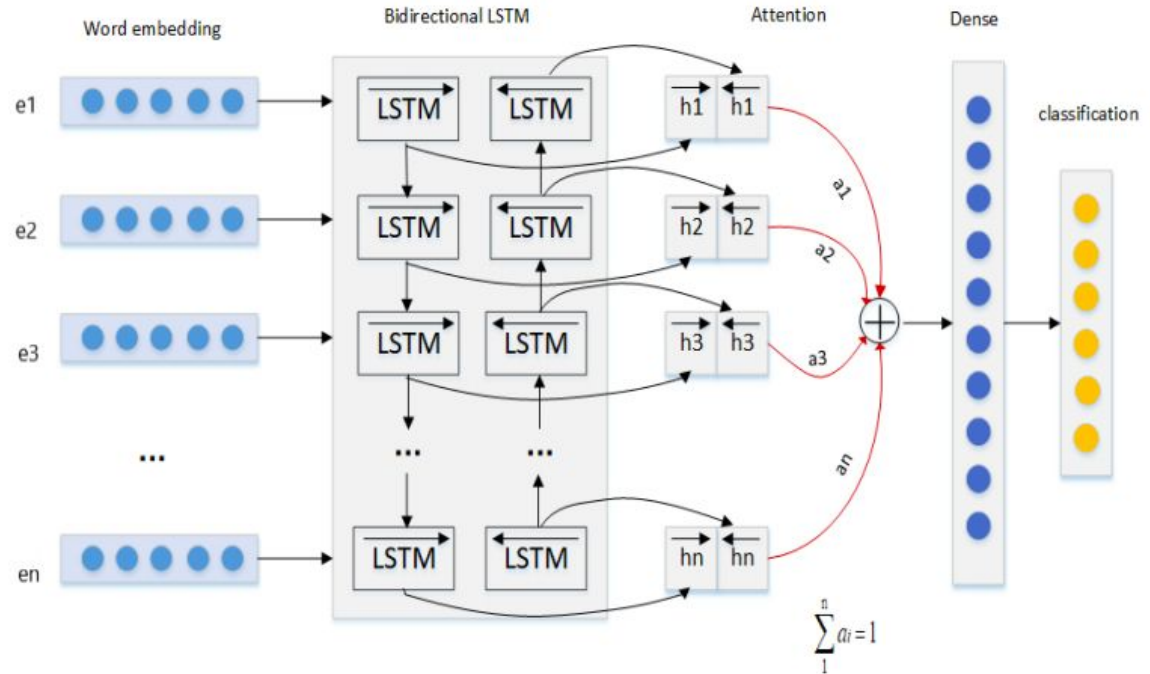 Word embedding
Bidirectional LSTM
Attention
Dense
classification
e1
LSTM
LSTM
h1
h1
a1
e2
LSTM
LSTM
h2
h2
a2
e3
LSTM
LSTM
h3
h3
a3
...
...
...
an
en
LSTM
LSTM
hn
hn
n
∑ ai = 1
1